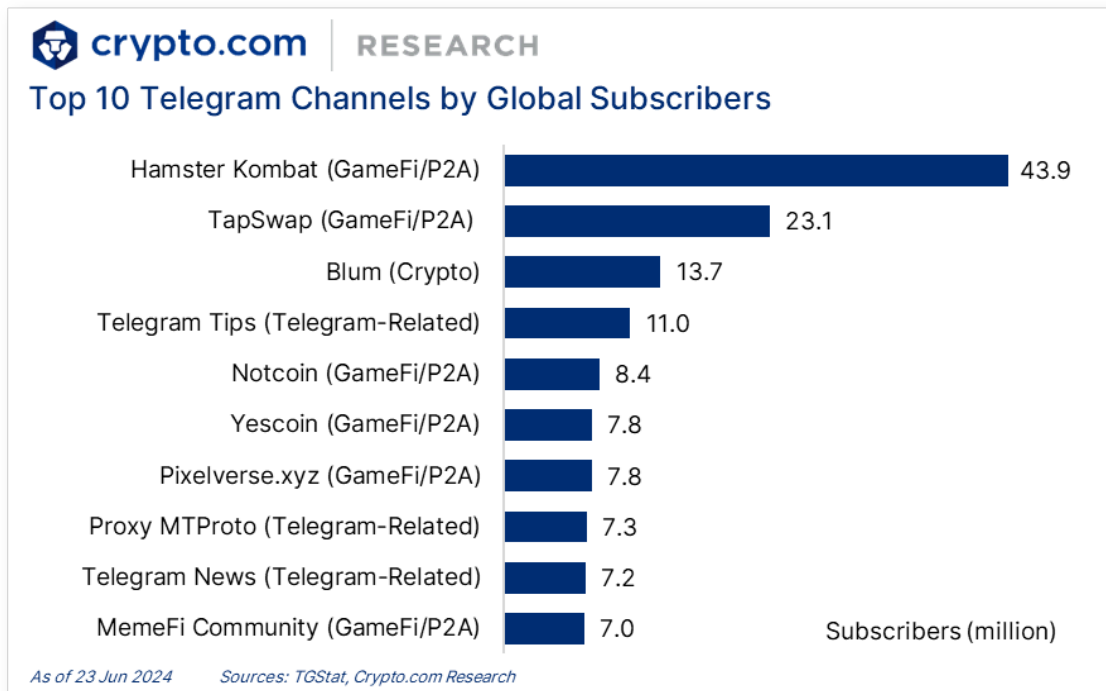 crypto.com RESEARCH
Top 10 Telegram Channels by Global Subscribers
Hamster Kombat (GameFi/P2A) 43.9
TapSwap (GameFi/P2A) 23.1
Blum (Crypto) 13.7
Telegram Tips (Telegram-Related) 11.0
Notcoin (GameFi/P2A) 8.4
Yescoin (GameFi/P2A) 7.8
Pixelverse.xyz (GameFi/P2A) 7.8
Proxy MTProto (Telegram-Related) 7.3
Telegram News (Telegram-Related) 7.2
MemeFi Community (GameFi/P2A) 7.0 Subscribers (million)
As of 23 Jun 2024 Sources: TGStat, Crypto.com Research